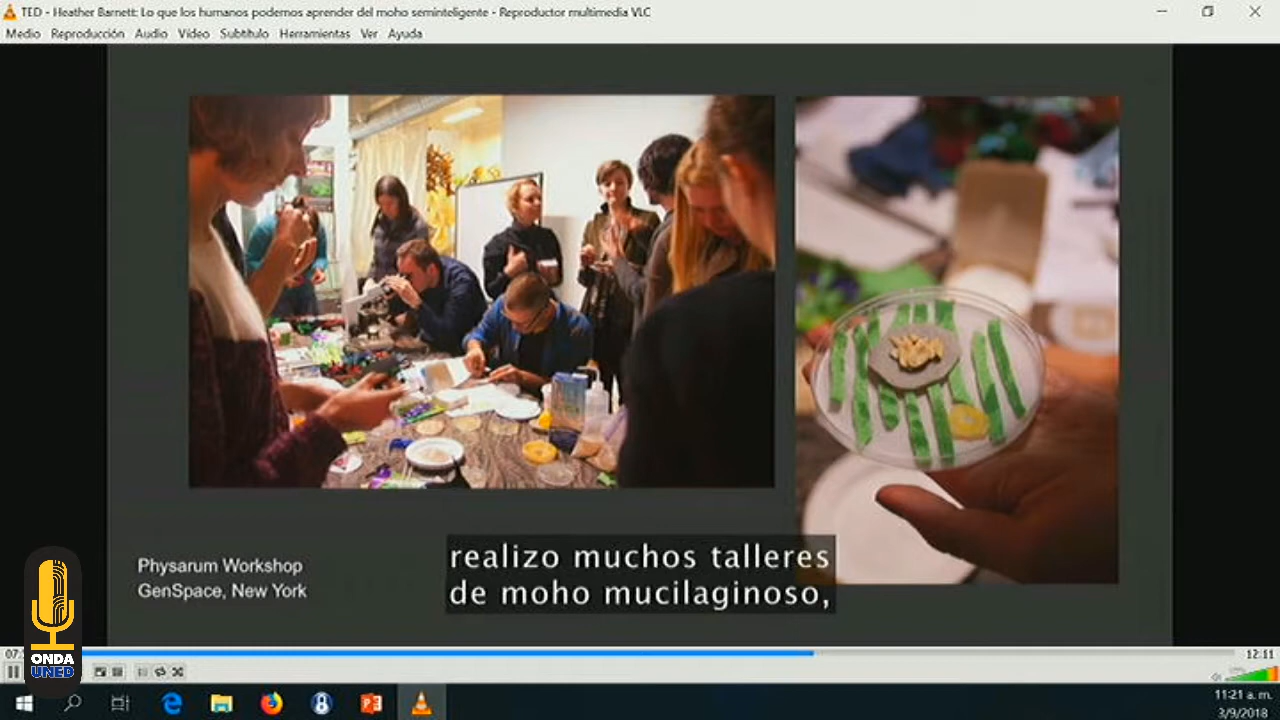 TED - Heather Barnett: Lo que los humanos podemos aprender del moho seminteligente - Reproductor multimedia VLC
Medio Reproducción Audio Vídeo Subtítulo Herramientas Ver Ayuda
Physarum Workshop
GenSpace, New York
realizo muchos talleres
de moho mucilaginoso,
07:
12:11
ONDA
UNED
11:21 a. m.
3/9/2018